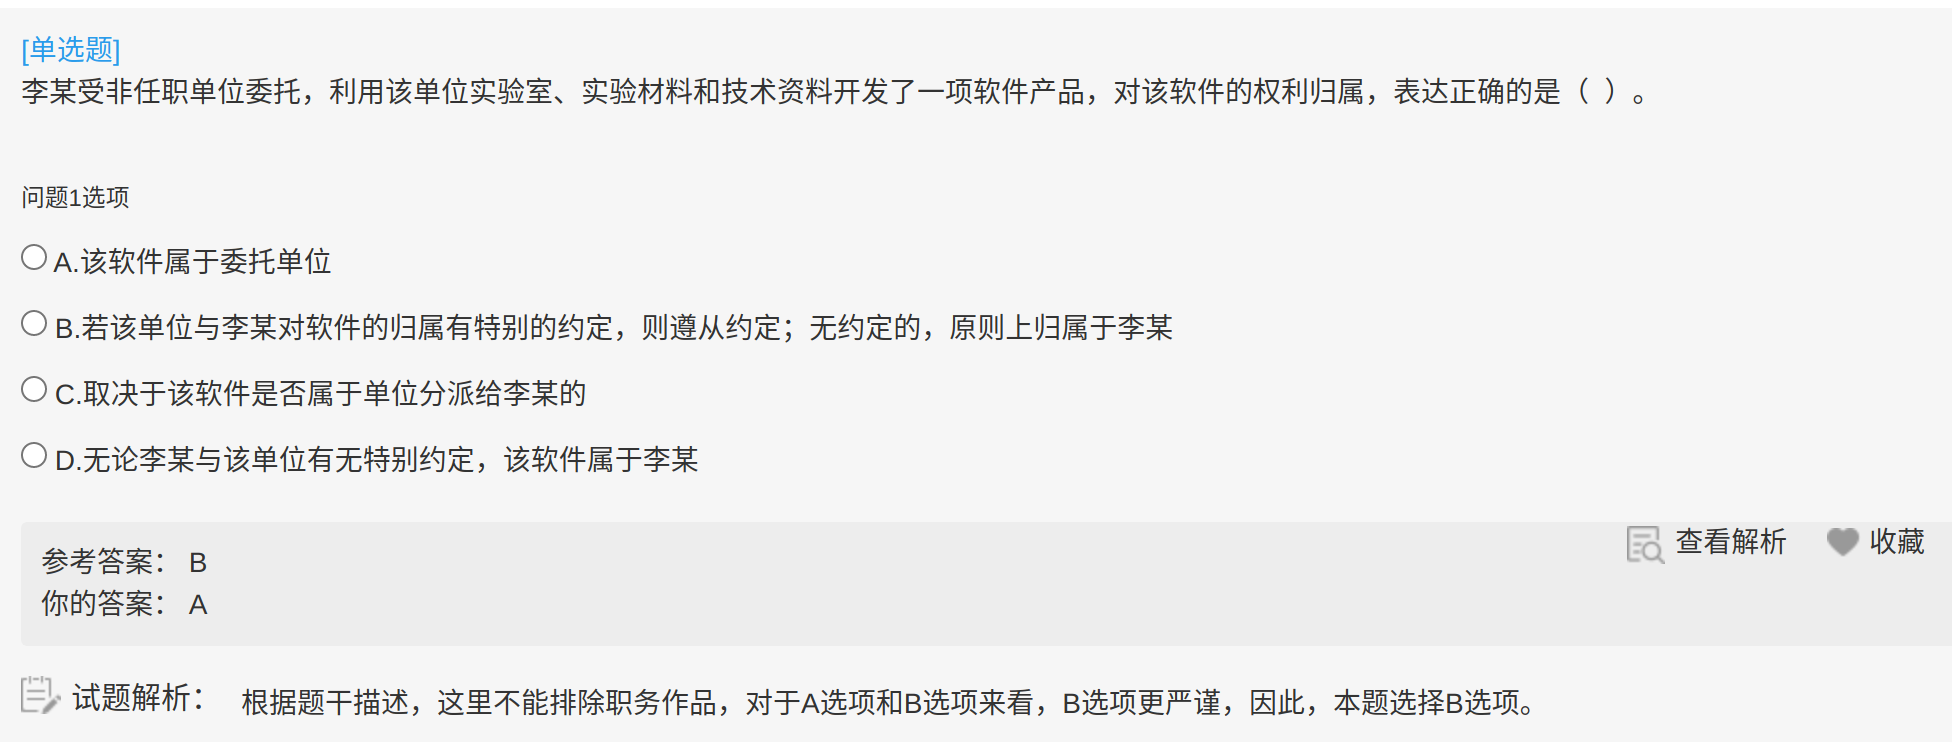 [单选题]
李某受非任职单位委托，利用该单位实验室、实验材料和技术资料开发了一项软件产品，对该软件的权利归属，表达正确的是（ ）。
问题1选项
A.该软件属于委托单位
B.若该单位与李某对软件的归属有特别的约定，则遵从约定；无约定的，原则上归属于李某
C.取决于该软件是否属于单位分派给李某的
D.无论李某与该单位有无特别约定，该软件属于李某
查看解析 收藏
参考答案： B
你的答案： A
试题解析： 根据题干描述，这里不能排除职务作品，对于A选项和B选项来看，B选项更严谨，因此，本题选择B选项。